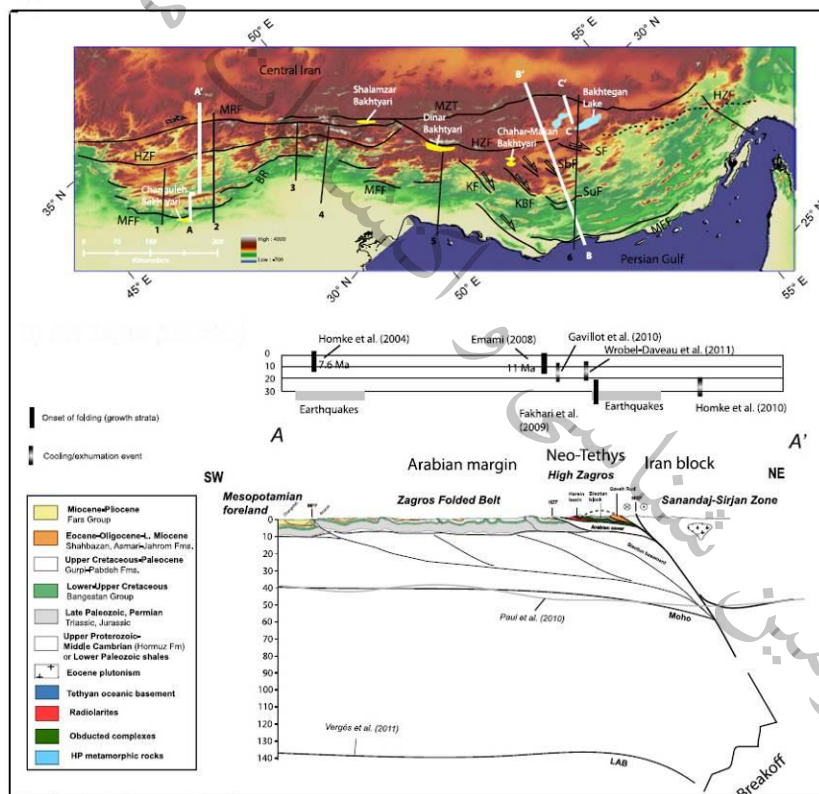 50° E
55° E
30° N
Central Iran
A'
B'
C'
Shalamzar
Bakhtyari
Bakhtegan
Lake
MRF
MZT
HZF
Dinar
Bakhtyari
HZF
Chahar-Makan
Bakhtyari
C
SF
SbF
HZF
BR
3
4
MFF
KF
KBF
SuF
35° N
Changuleh
Bakhtyari
MFF
1
A
2
5
6
B
MFF
Persian Gulf
25° N
High : 4000
Kilometers
45° E
30° N
50° E
55° E
Homke et al. (2004)
Emami (2008)
Gavillot et al. (2010)
Wrobel-Daveau et al. (2011)
0
10
20
30
7.6 Ma
11 Ma
Earthquakes
Fakhari et al.
(2009)
Earthquakes
Homke et al. (2010)
Onset of folding (growth strata)
Cooling/exhumation event
A
A'
SW
Arabian margin
Neo-Tethys
Iran block
NE
Mesopotamian
foreland
Zagros Folded Belt
High Zagros
Sanandaj-Sirjan Zone
MFF
HZF
0
10
20
30
40
50
60
70
80
90
100
110
120
130
140
Moho
Paul et al. (2010)
Vergés et al. (2011)
LAB
Breakoff
Miocene-Pliocene
Fars Group
Eocene-Oligocene-L. Miocene
Shahbazan, Asmari-Jahrom Fms.
Upper Cretaceous-Paleocene
Gurpi-Pabdeh Fms.
Lower-Upper Cretaceous
Bangestan Group
Late Paleozoic, Permian
Triassic, Jurassic
Upper Proterozoic-
Middle Cambrian (Hormuz Fm)
or Lower Paleozoic shales
Eocene plutonism
Tethyan oceanic basement
Radiolarites
Obducted complexes
HP metamorphic rocks